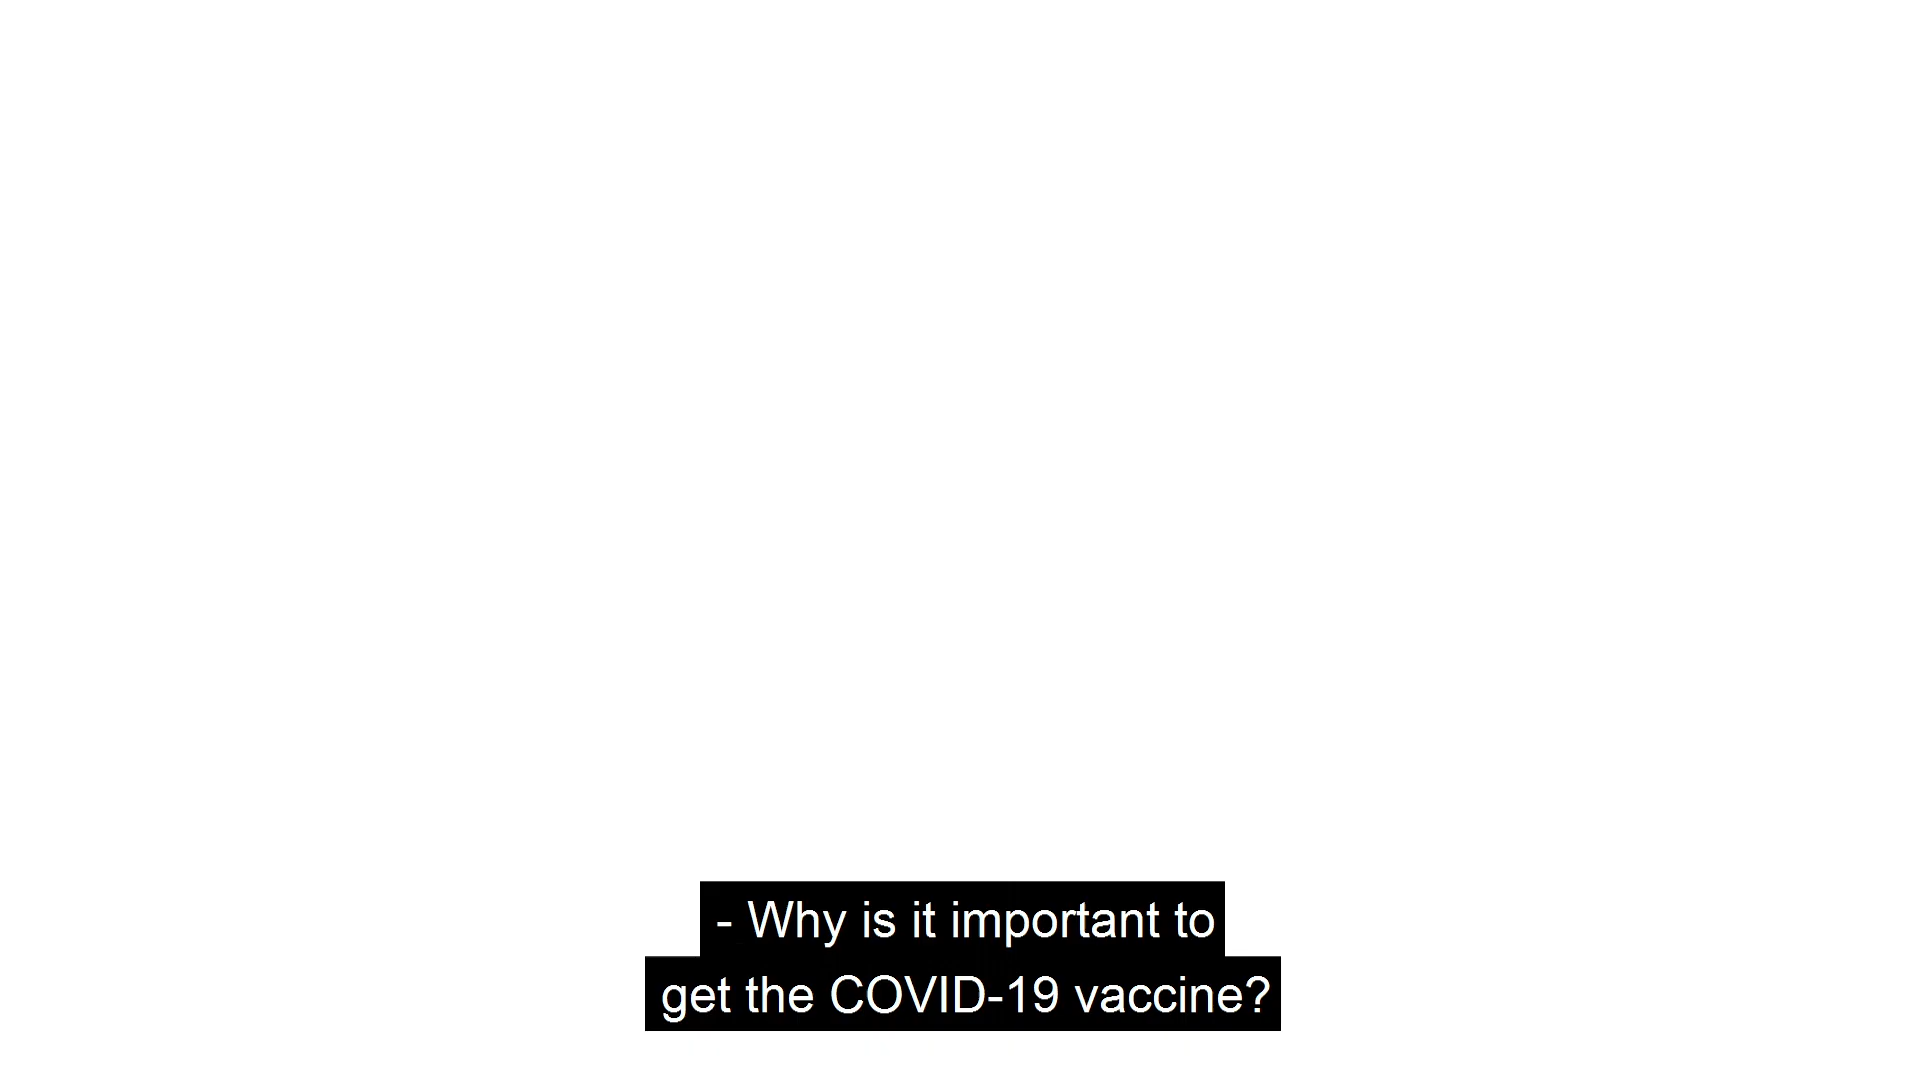 - Why is it important to
get the COVID-19 vaccine?